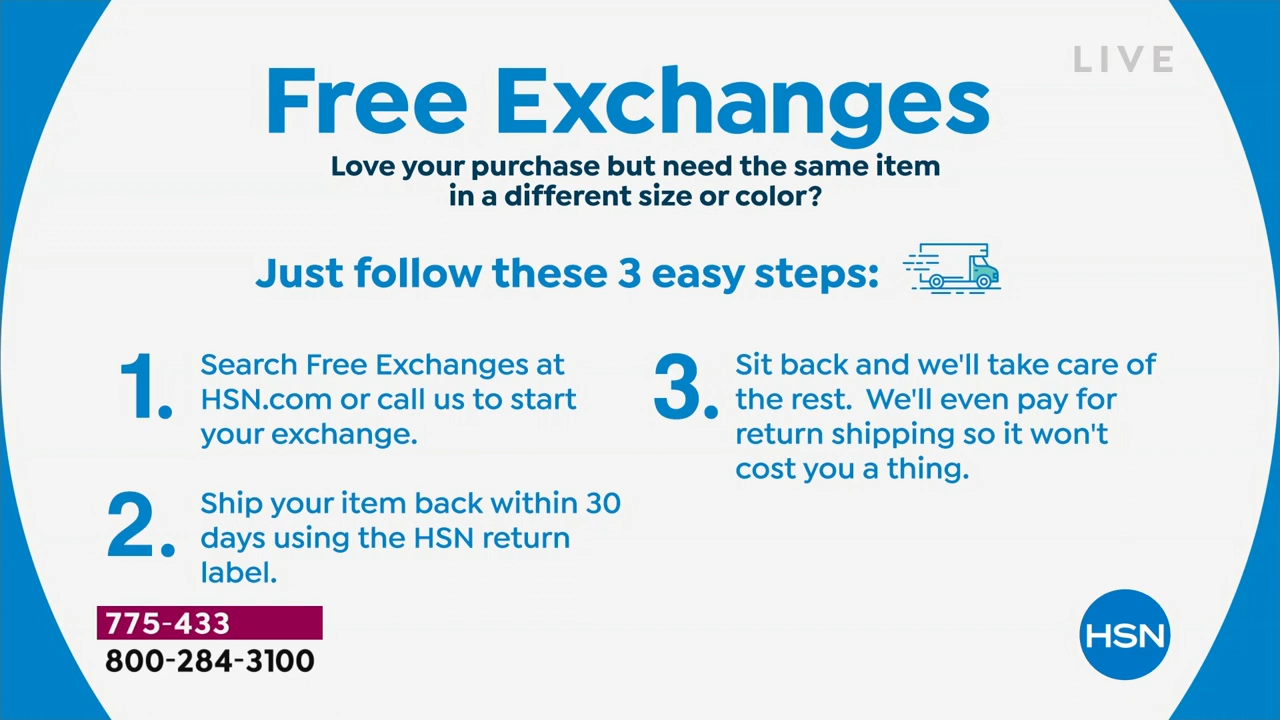 LIVE
Free Exchanges
Love your purchase but need the same item
in a different size or color?
Just follow these 3 easy steps:
1. Search Free Exchanges at
HSN.com or call us to start
your exchange.
2. Ship your item back within 30
days using the HSN return
label.
3. Sit back and we'll take care of
the rest. We'll even pay for
return shipping so it won't
cost you a thing.
775-433
800-284-3100
HSN